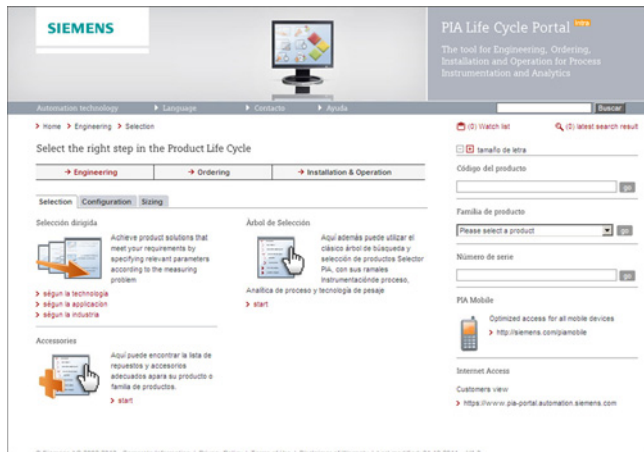 SIEMENS
PIA Life Cycle Portal Intra
The tool for Engineering, Ordering,
Installation and Operation for Process
Instrumentation and Analytics
Automation technology
Language
Contacto
Ayuda
Buscar
Home > Engineering > Selection
(0) Watch list
(0) latest search result
Select the right step in the Product Life Cycle
tamaño de letra
Engineering
Ordering
Installation & Operation
Código del producto
go
Selection
Configuration
Sizing
Selección dirigida
Achieve product solutions that
meet your requirements by
specifying relevant parameters
according to the measuring
problem
ségun la technología
ségun la applicacíon
ségun la industria
Árbol de Selección
Aquí además puede utilizar el
clásico árbol de búsqueda y
selección de productos Selector
PIA, con sus ramales
Instrumentaciónde proceso,
Analítica de proceso y tecnología de pesaje
start
Familia de producto
Please select a product
go
Número de serie
go
Accessories
Aquí puede encontrar la lista de
repuestos y accesorios
adecuados apara su producto o
familia de productos.
start
PIA Mobile
Optimized access for all mobile devices
http://siemens.com/piamobile
Internet Access
Customers view
https://www.pia-portal.automation.siemens.com